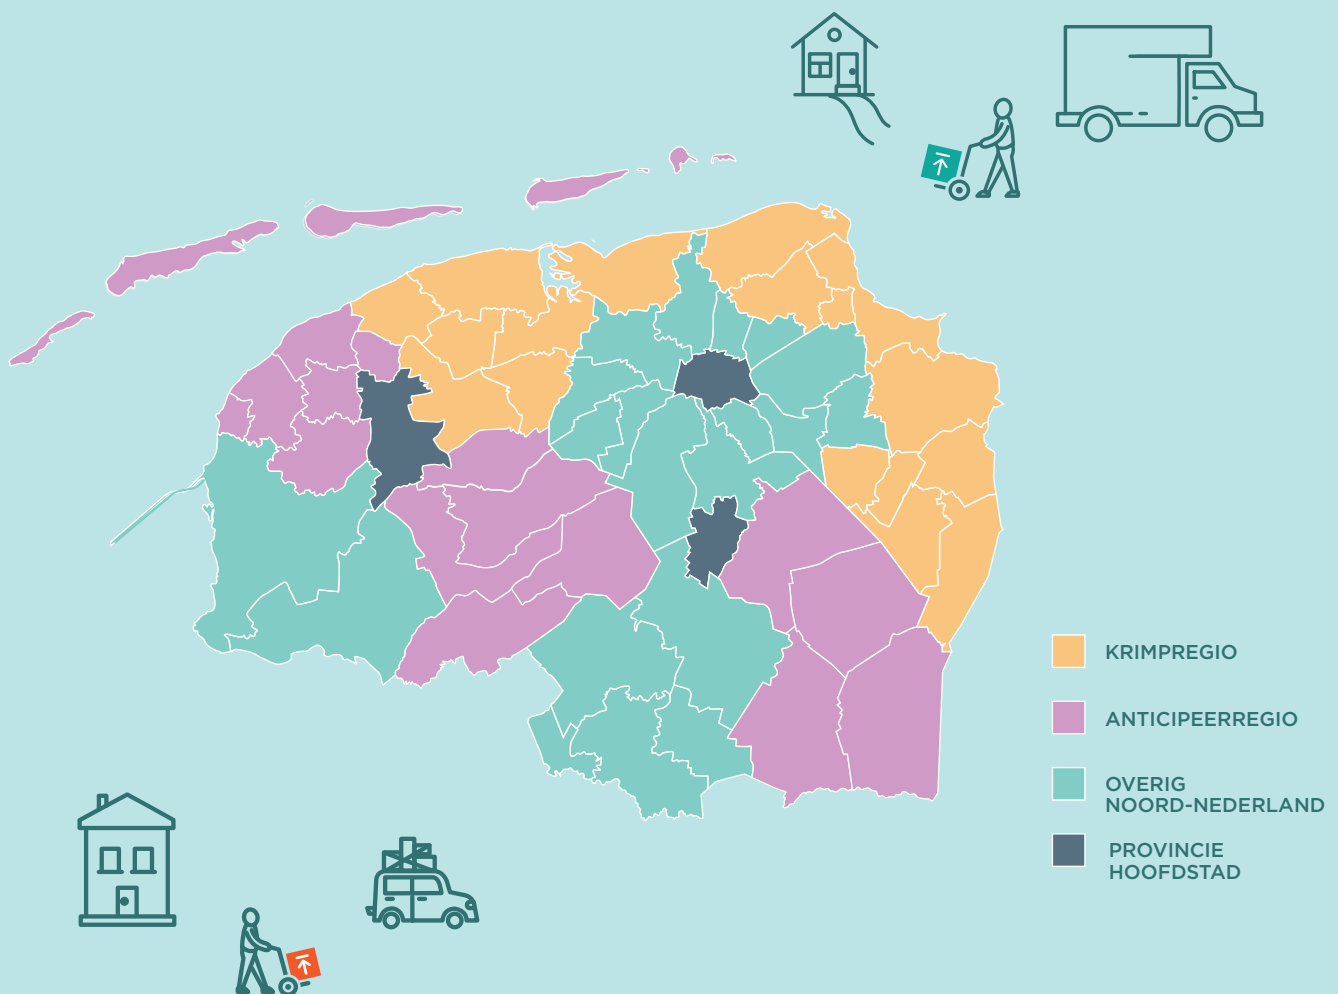 KRIMPREGIO
ANTICIPEERREGIO
OVERIG
NOORD-NEDERLAND
PROVINCIE
HOOFDSTAD